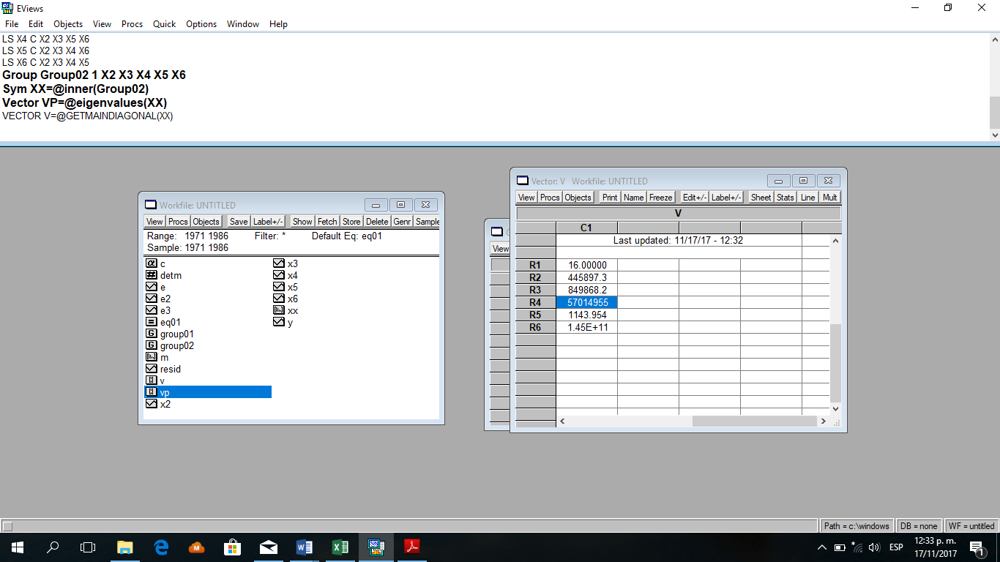 EViews
File Edit Objects View Procs Quick Options Window Help
LS X4 C X2 X3 X5 X6
LS X5 C X2 X3 X4 X6
LS X6 C X2 X3 X4 X5
Group Group02 1 X2 X3 X4 X5 X6
Sym XX=@inner(Group02)
Vector VP=@eigenvalues(XX)
VECTOR V=@GETMAINDIAGONAL(XX)
Workfile: UNTITLED
View Procs Objects Save Label+/- Show Fetch Store Delete Genr Sample
Range: 1971 1986 Filter: * Default Eq: eq01
Sample: 1971 1986
c
detm
e
e2
e3
eq01
group01
group02
m
resid
v
vp
x2
x3
x4
x5
x6
xx
y
View
Vector: V Workfile: UNTITLED
View Procs Objects Print Name Freeze Edit+/- Label+/- Sheet Stats Line Mult
V
C1
Last updated: 11/17/17 - 12:32
R1 16.00000
R2 445897.3
R3 849868.2
R4 57014955
R5 1143.954
R6 1.45E+11
Path = c:\windows DB = none WF = untitled
ESP
12:33 p. m.
17/11/2017
1